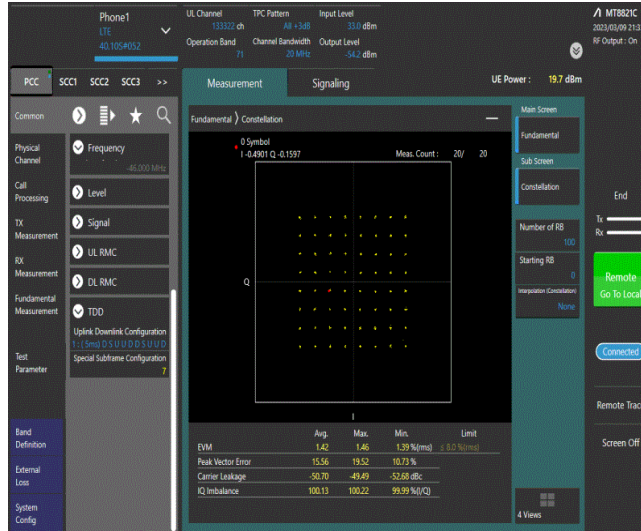 Phone1
LTE
40.10S#052
UL Channel TPC Pattern Input Level
133322 ch All +3dB 33.0 dBm
Operation Band Channel Bandwidth Output Level
71 20 MHz -54.2 dBm
MT8821C
2023/03/09 21:3
RF Output : On
PCC SCC1 SCC2 SCC3 >>
Measurement Signaling UE Power : 19.7 dBm
Common
Physical Channel
Call Processing
TX Measurement
RX Measurement
Fundamental Measurement
Test Parameter
Band Definition
External Loss
System Config
Frequency
-46.000 MHz
Level
Signal
UL RMC
DL RMC
TDD
Uplink Downlink Configuration
1 : ( 5ms) D S U U D D S U U D
Special Subframe Configuration
7
Fundamental Constellation
0 Symbol
I -0.4901 Q -0.1597 Meas. Count : 20/ 20
Q
I
Avg. Max. Min. Limit
EVM 1.42 1.46 1.39 %(rms) ≤ 8.0 %(rms)
Peak Vector Error 15.56 19.52 10.73 %
Carrier Leakage -50.70 -49.49 -52.68 dBc
IQ Imbalance 100.13 100.22 99.99 %(I/Q)
Main Screen
Fundamental
Sub Screen
Constellation
Number of RB
100
Starting RB
0
Interpolation (Constellation)
None
4 Views
End
Tx
Rx
Remote
Go To Local
Connected
Remote Trac
Screen Off